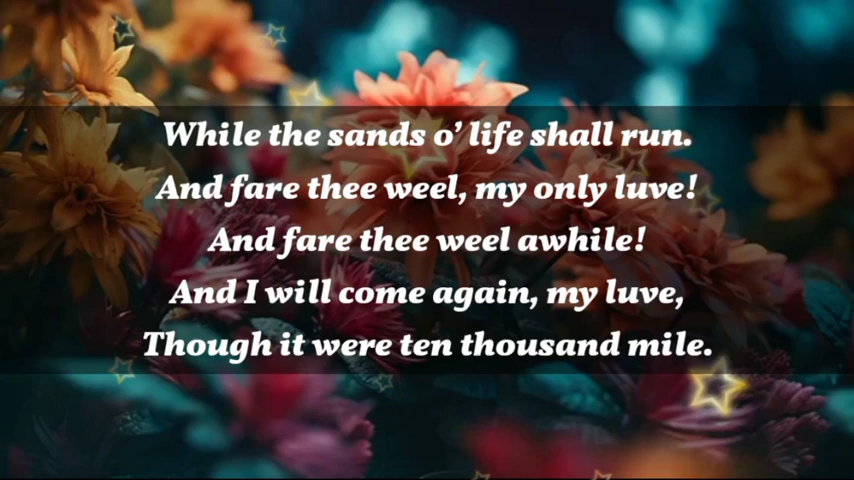 While the sands o’ life shall run.
And fare thee weel, my only luve!
And fare thee weel awhile!
And I will come again, my luve,
Though it were ten thousand mile.